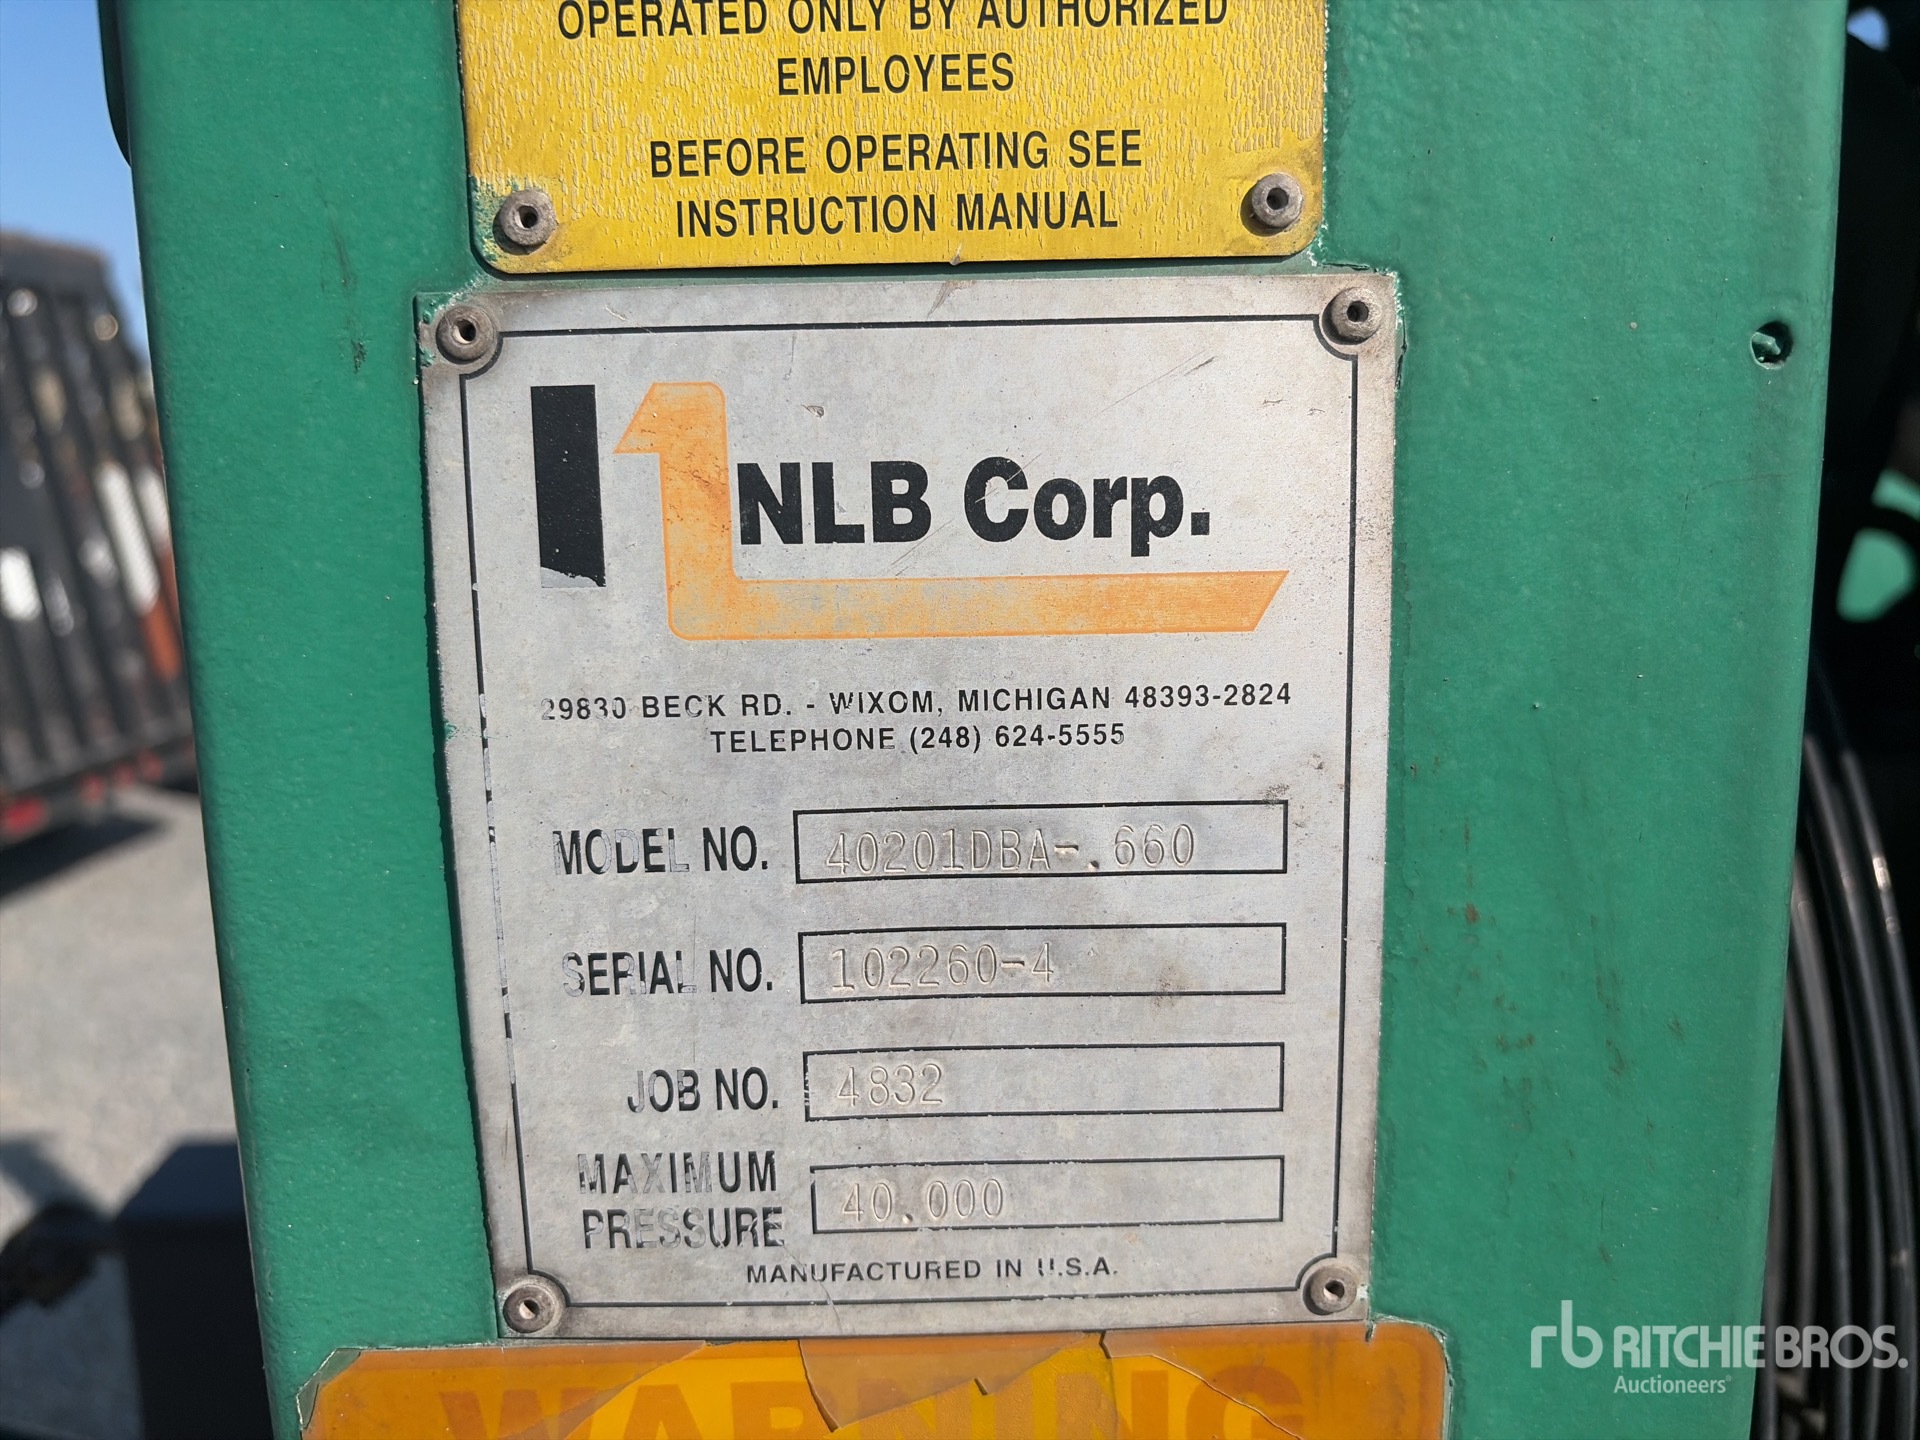 OPERATED ONLY BY AUTHORIZED
EMPLOYEES
BEFORE OPERATING SEE
INSTRUCTION MANUAL
NLB Corp.
29830 BECK RD. - WIXOM, MICHIGAN 48393-2824
TELEPHONE (248) 624-5555
MODEL NO. 40201DBA-.660
SERIAL NO. 102260-4
JOB NO. 4832
MAXIMUM
PRESSURE 40.000
MANUFACTURED IN U.S.A.
WARNING
rb RITCHIE BROS.
Auctioneers